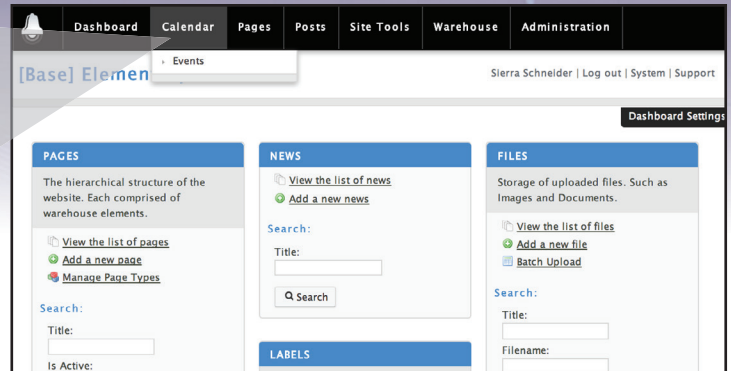 Dashboard Calendar Pages Posts Site Tools Warehouse Administration
› Events
[Base] Elemen
Sierra Schneider | Log out | System | Support
Dashboard Settings
PAGES
The hierarchical structure of the
website. Each comprised of
warehouse elements.
View the list of pages
Add a new page
Manage Page Types
Search:
Title:
Is Active:
NEWS
View the list of news
Add a new news
Search:
Title:
Search
LABELS
FILES
Storage of uploaded files. Such as
Images and Documents.
View the list of files
Add a new file
Batch Upload
Search:
Title:
Filename: